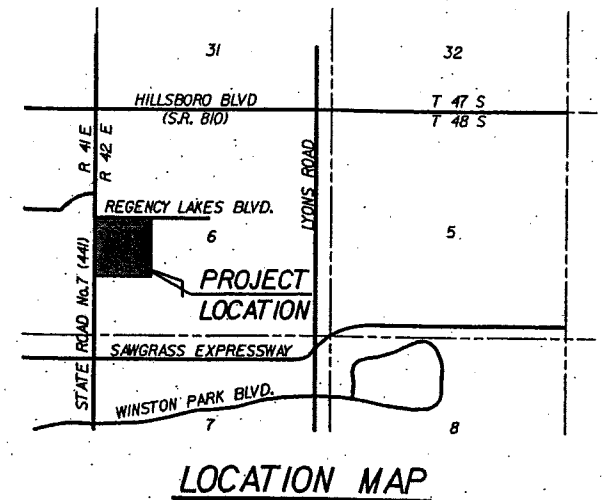 31
32
HILLSBORO BLVD
(S.R. 810)
T 47 S
T 48 S
R 41 E
R 42 E
LYONS ROAD
REGENCY LAKES BLVD.
6
5
PROJECT
LOCATION
STATE ROAD No.7 (441)
SAWGRASS EXPRESSWAY
WINSTON PARK BLVD.
7
8
LOCATION MAP